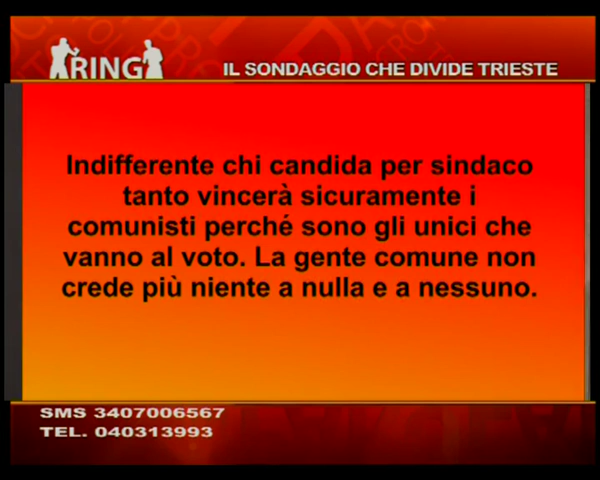 RING
IL SONDAGGIO CHE DIVIDE TRIESTE
Indifferente chi candida per sindaco
tanto vincerà sicuramente i
comunisti perché sono gli unici che
vanno al voto. La gente comune non
crede più niente a nulla e a nessuno.
SMS 3407006567
TEL. 040313993